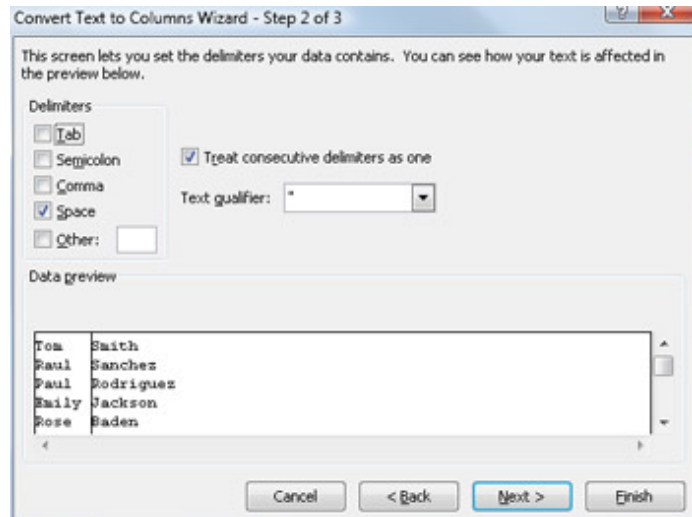 Convert Text to Columns Wizard - Step 2 of 3
This screen lets you set the delimiters your data contains. You can see how your text is affected in
the preview below.
Delimiters
Tab
Semicolon
Comma
Space
Other:
Treat consecutive delimiters as one
Text qualifier: "
Data preview
Tom Smith
Raul Sanchez
Paul Rodriguez
Emily Jackson
Rose Baden
Cancel < Back Next > Finish